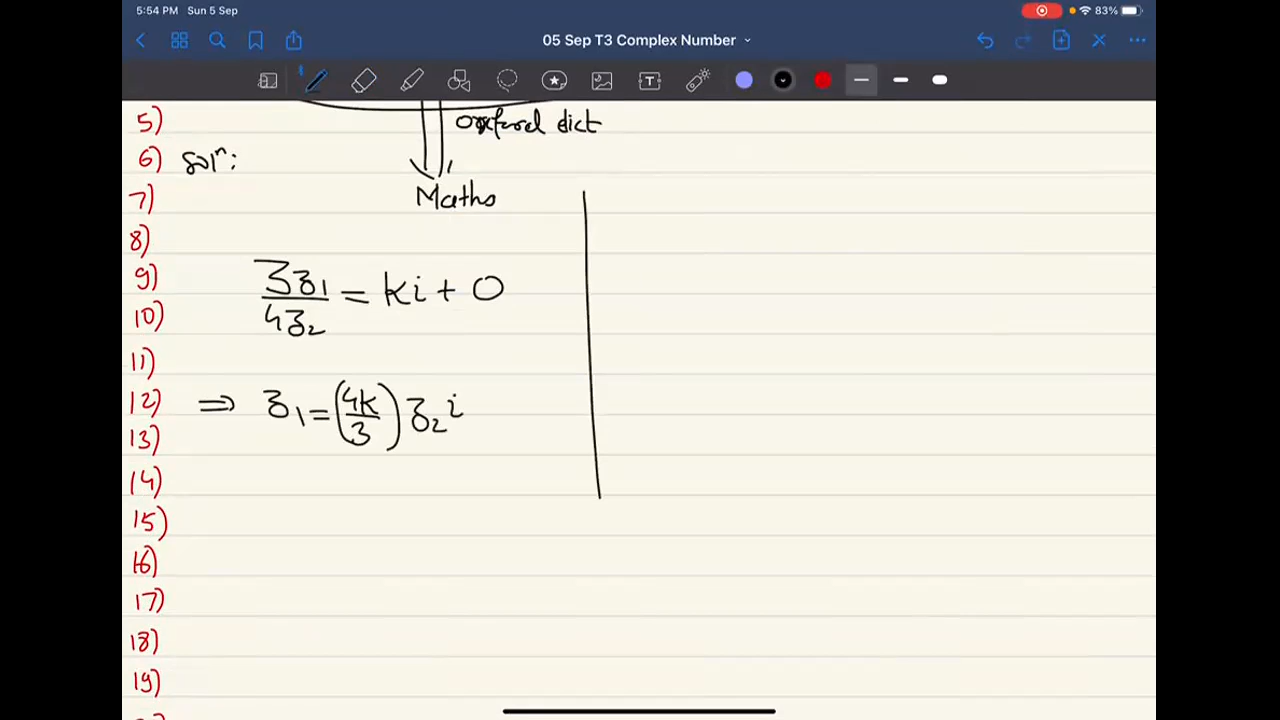 5:54 PM Sun 5 Sep
83%
05 Sep T3 Complex Number
5)
Oxford dict
6) Solⁿ:
7) Maths
8)
9) 3z₁/4z₂ = Ki + 0
10)
11)
12) ⇒ z₁ = (4K/3) z₂ i
13)
14)
15)
16)
17)
18)
19)